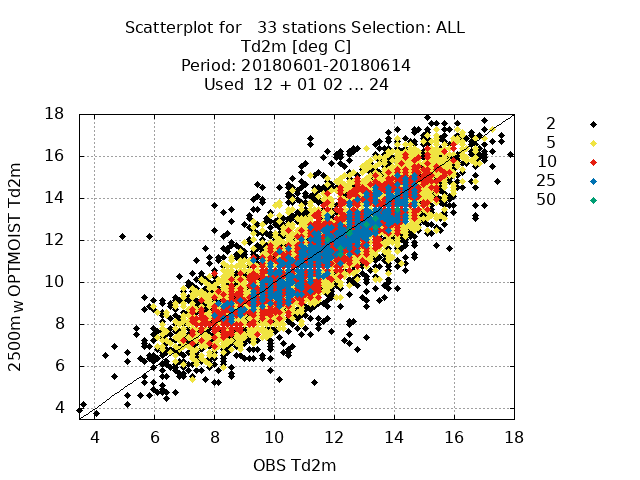 Scatterplot for   33 stations Selection: ALL
Td2m [deg C]
Period: 20180601-20180614
Used  12 + 01 02 ... 24
2
5
10
25
50
18
16
14
12
10
8
6
4
2500m_W OPTMOIST Td2m
4 6 8 10 12 14 16 18
OBS Td2m